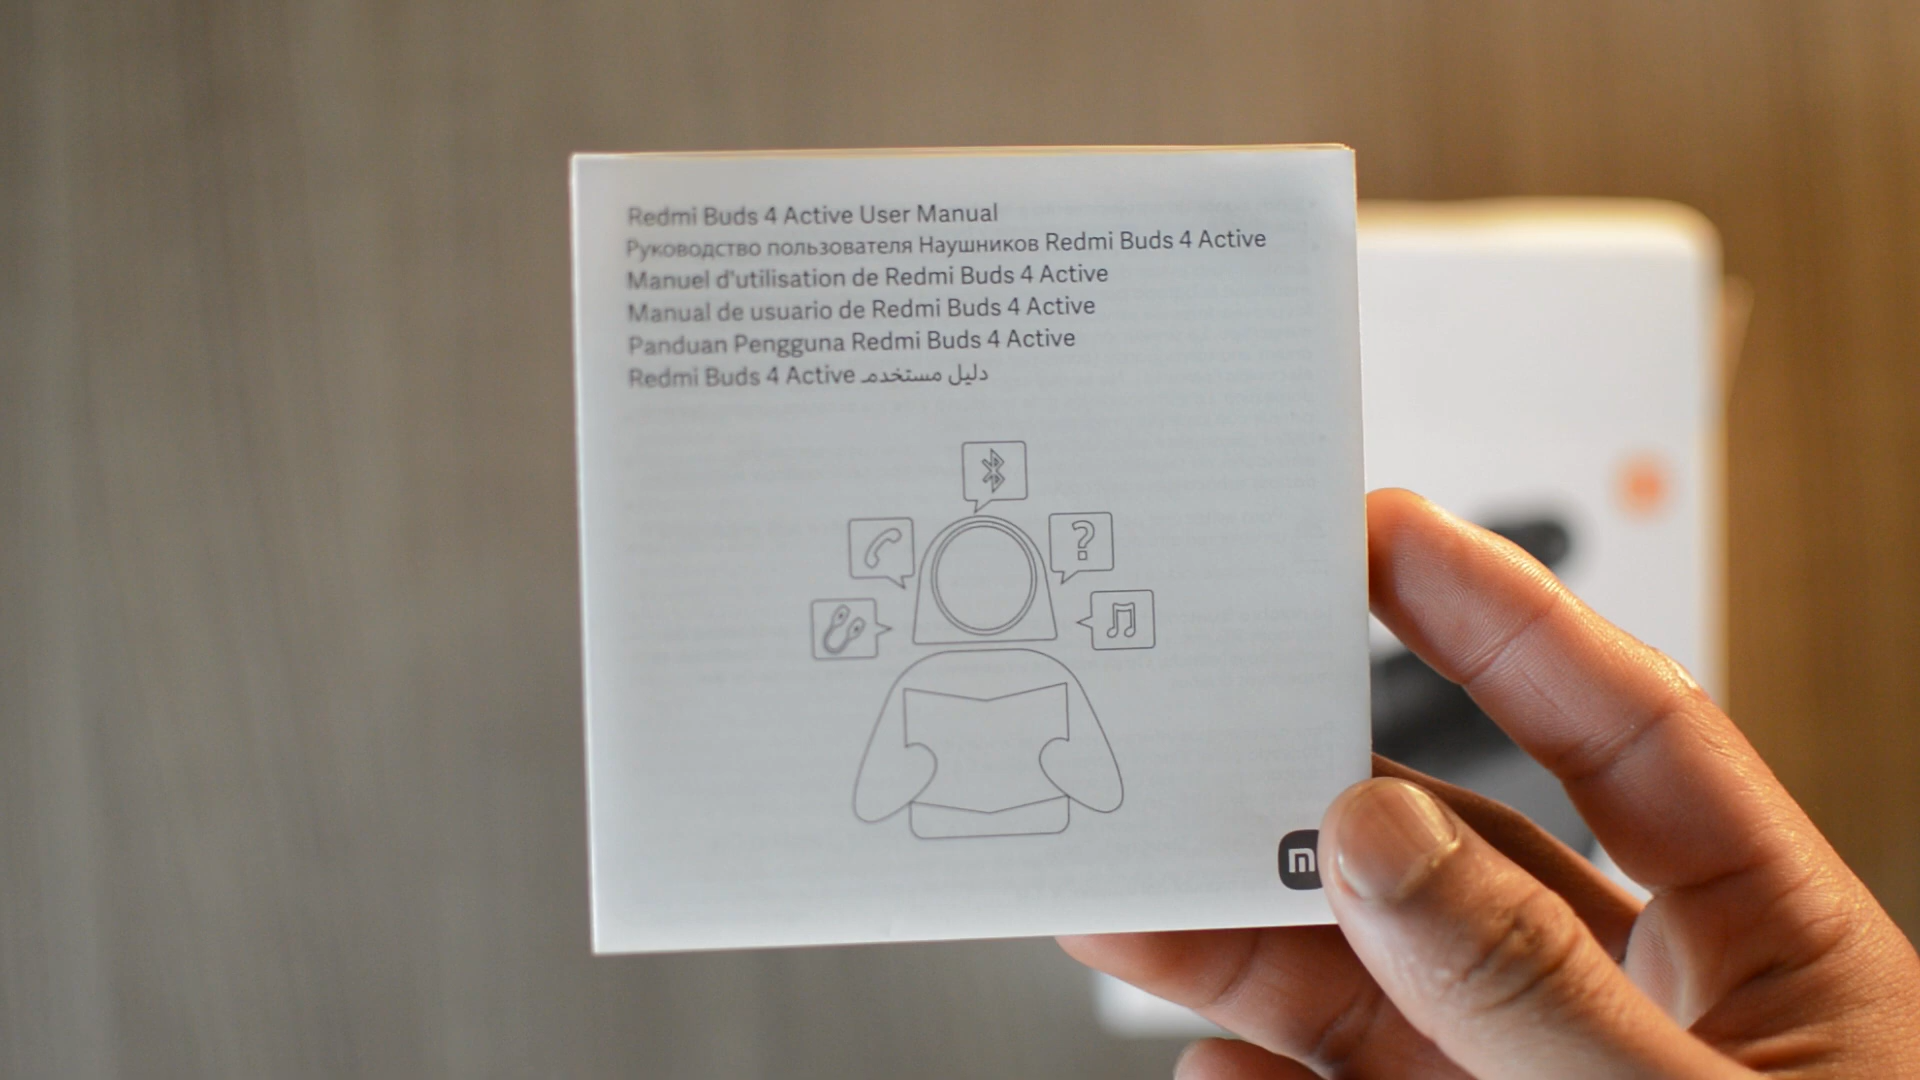 Redmi Buds 4 Active User Manual
Руководство пользователя Наушников Redmi Buds 4 Active
Manuel d'utilisation de Redmi Buds 4 Active
Manual de usuario de Redmi Buds 4 Active
Panduan Pengguna Redmi Buds 4 Active
Redmi Buds 4 Active دليل مستخدمـ
?